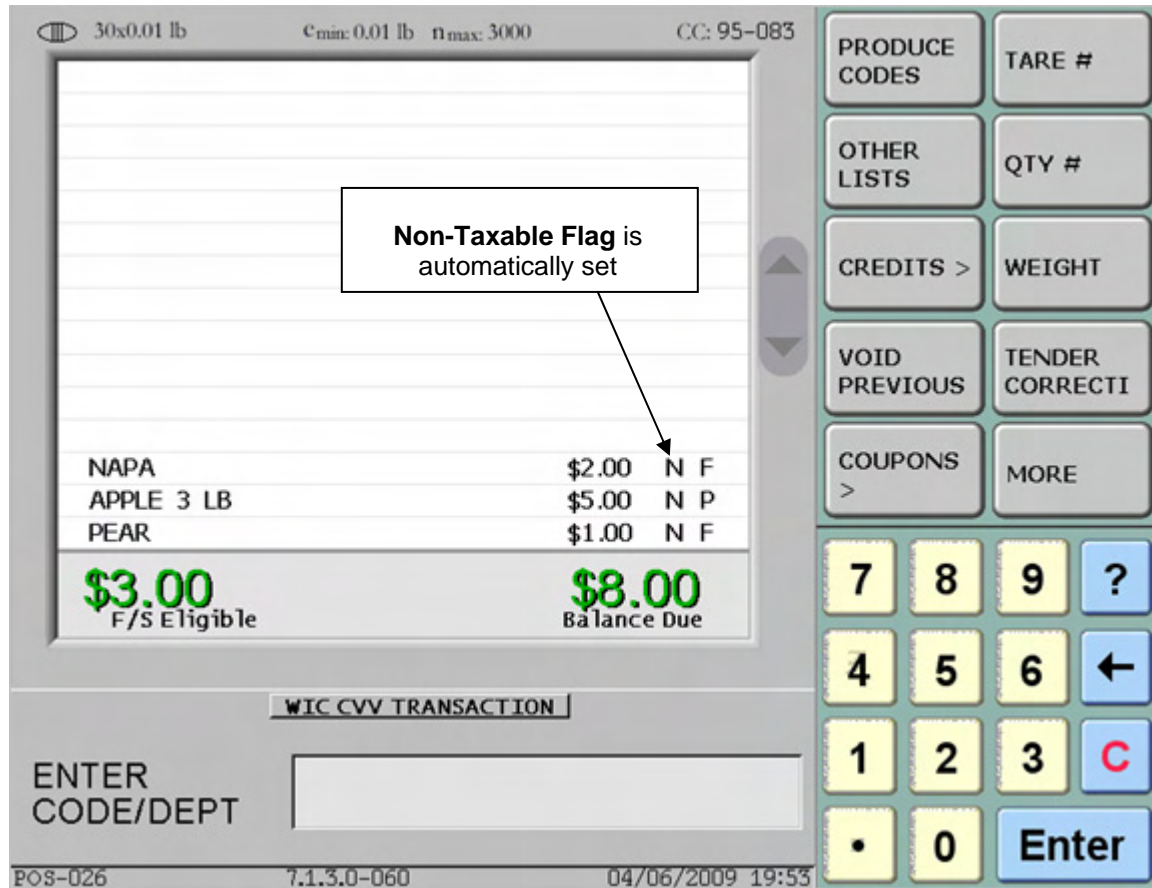 30x0.01 lb emin: 0.01 lb nmax: 3000 CC: 95-083
Non-Taxable Flag is
automatically set
NAPA $2.00 N F
APPLE 3 LB $5.00 N P
PEAR $1.00 N F
$3.00 $8.00
F/S Eligible Balance Due
WIC CVV TRANSACTION
ENTER
CODE/DEPT
POS-026 7.1.3.0-060 04/06/2009 19:53
PRODUCE
CODES
TARE #
OTHER
LISTS
QTY #
CREDITS >
WEIGHT
VOID
PREVIOUS
TENDER
CORRECTI
COUPONS
>
MORE
7 8 9 ?
4 5 6 ←
1 2 3 C
. 0 Enter